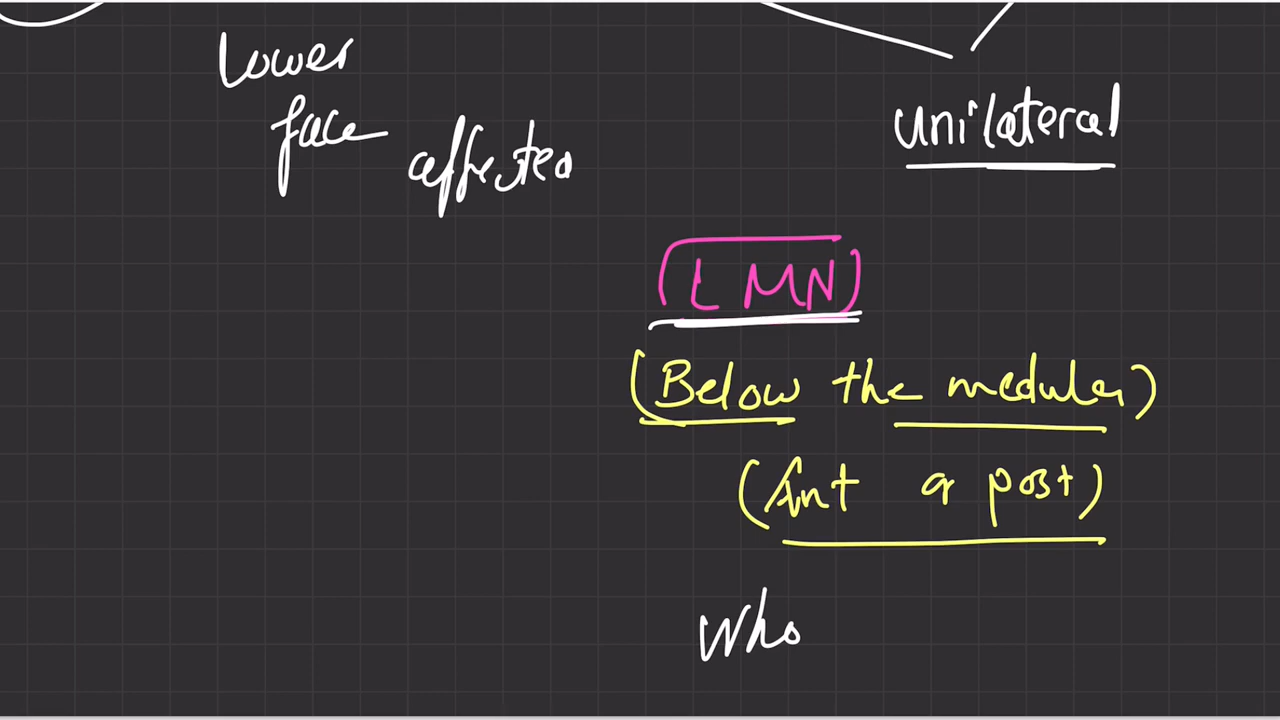 Lower
face
affected
unilateral
(LMN)
(Below the medulla)
(Ant & post)
Who